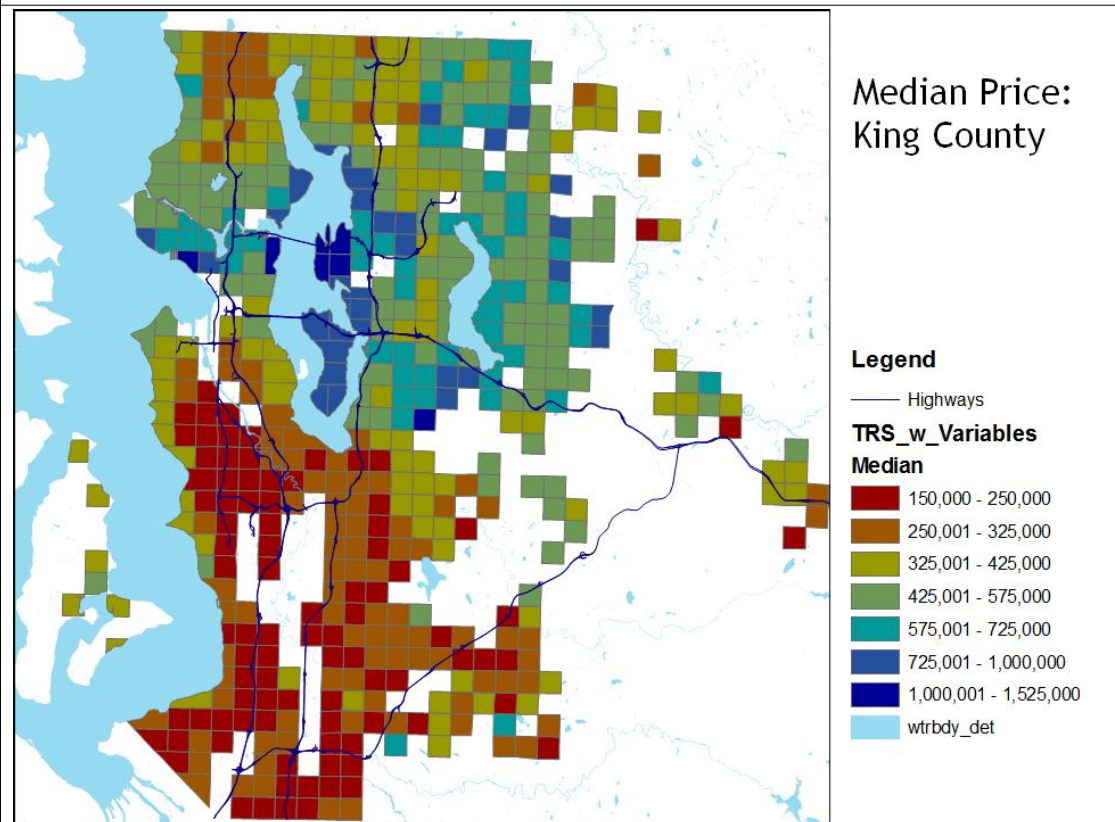 Median Price:
King County
Legend
Highways
TRS_w_Variables
Median
150,000 - 250,000
250,001 - 325,000
325,001 - 425,000
425,001 - 575,000
575,001 - 725,000
725,001 - 1,000,000
1,000,001 - 1,525,000
wtrbdy_det